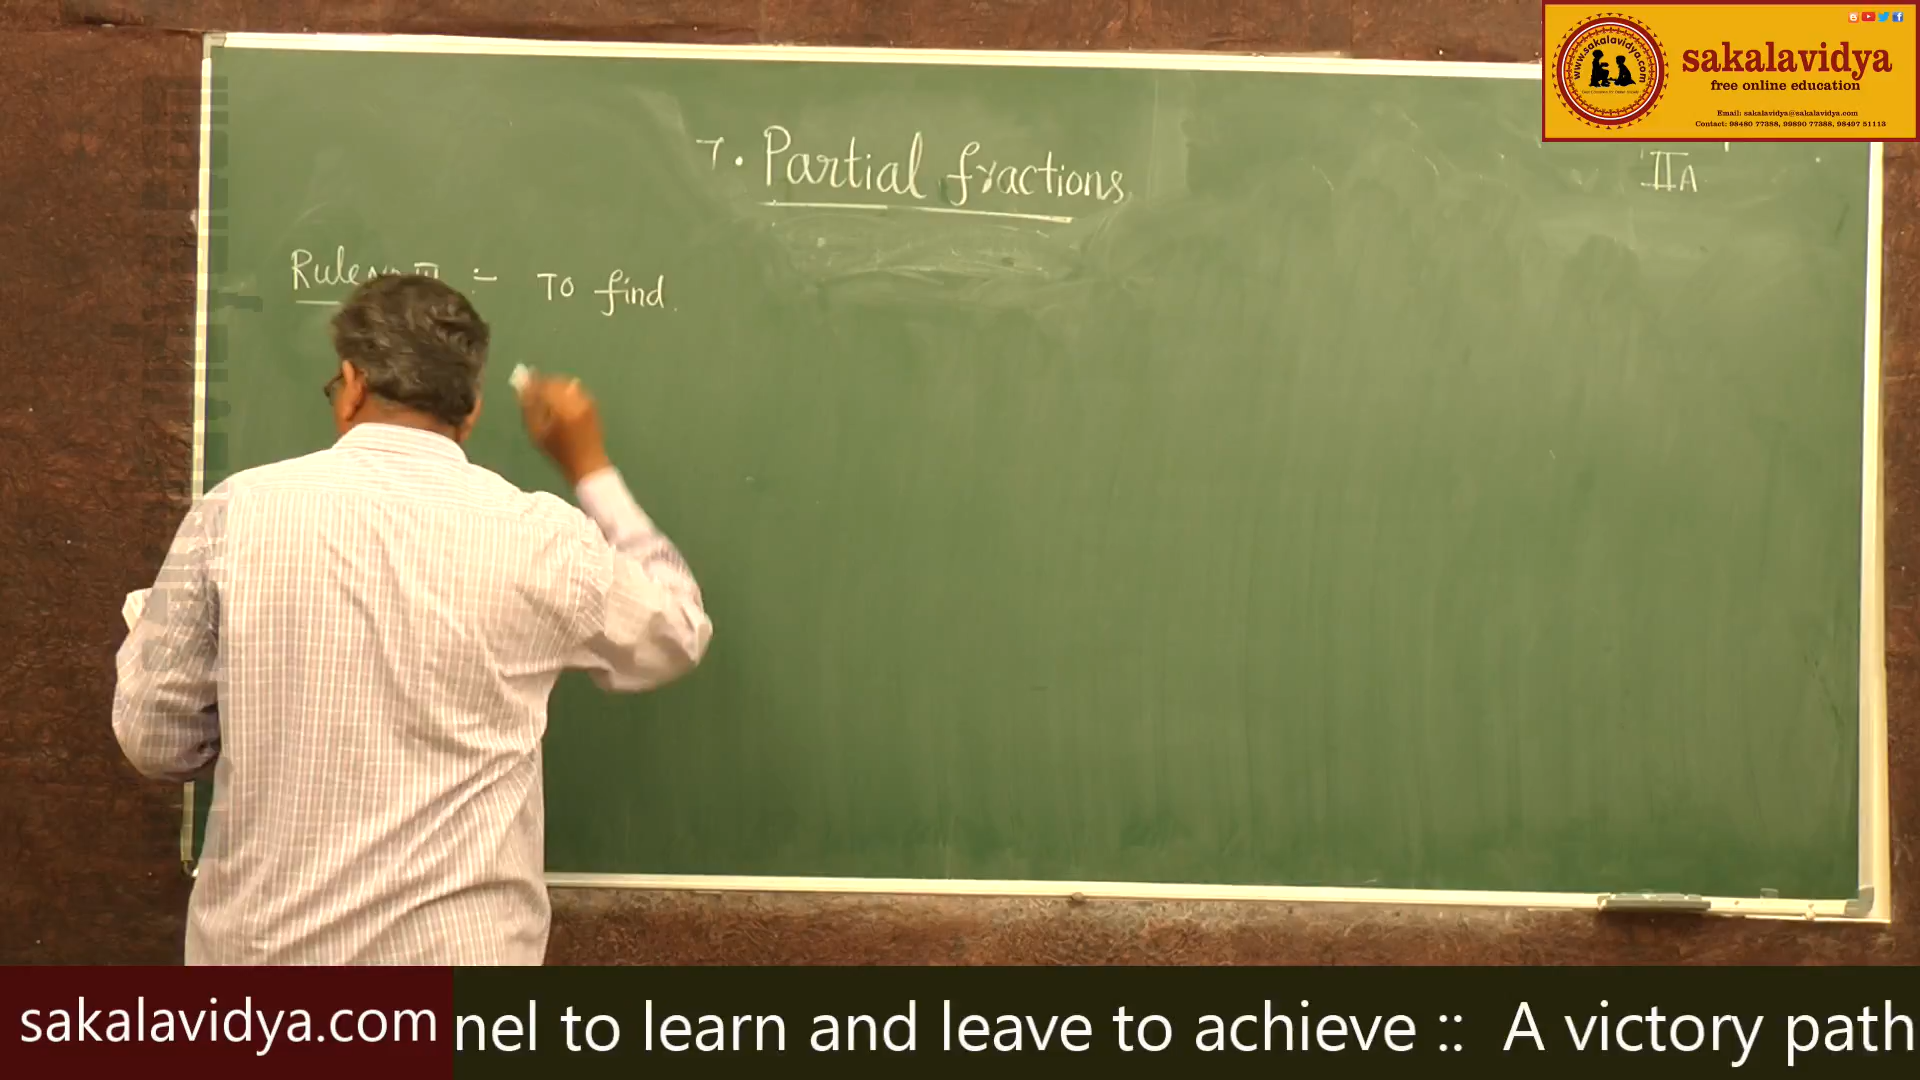 sakalavidya
free online education
Email: sakalavidya@sakalavidya.com
Contact: 98480 77388, 99890 77388, 98497 51113
www.sakalavidya.com
7. Partial fractions
IIA
Rule III :- To find
sakalavidya.com nel to learn and leave to achieve :: A victory path